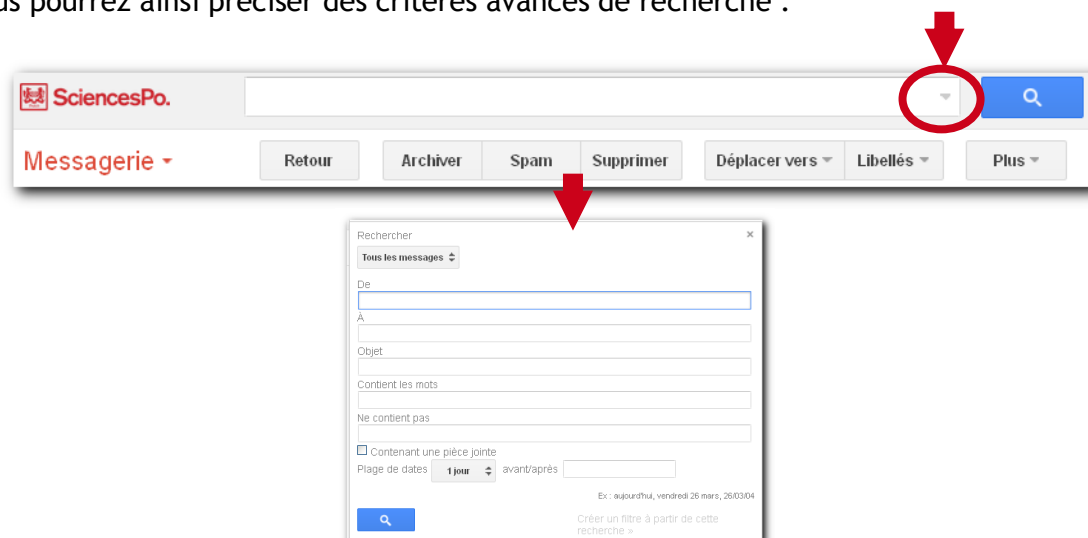 us pourrez ainsi préciser des critères avancés de recherche :
SciencesPo.
Messagerie
Retour Archiver Spam Supprimer Déplacer vers Libellés Plus
Rechercher ×
Tous les messages
De
À
Objet
Contient les mots
Ne contient pas
Contenant une pièce jointe
Plage de dates 1 jour avant/après
Ex : aujourd'hui, vendredi 26 mars, 26/03/04
Créer un filtre à partir de cette
recherche »